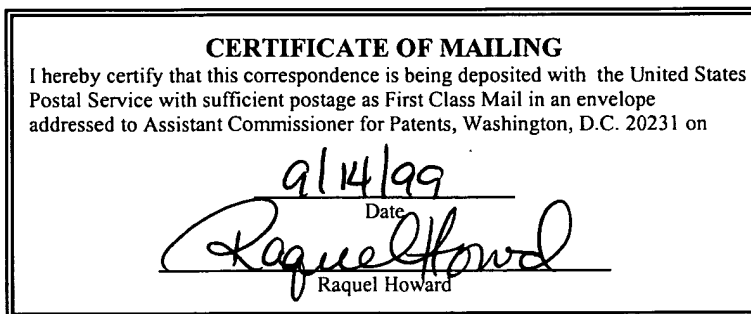 CERTIFICATE OF MAILING
I hereby certify that this correspondence is being deposited with the United States
Postal Service with sufficient postage as First Class Mail in an envelope
addressed to Assistant Commissioner for Patents, Washington, D.C. 20231 on
9/14/99
Date
Raquel Howard
Raquel Howard